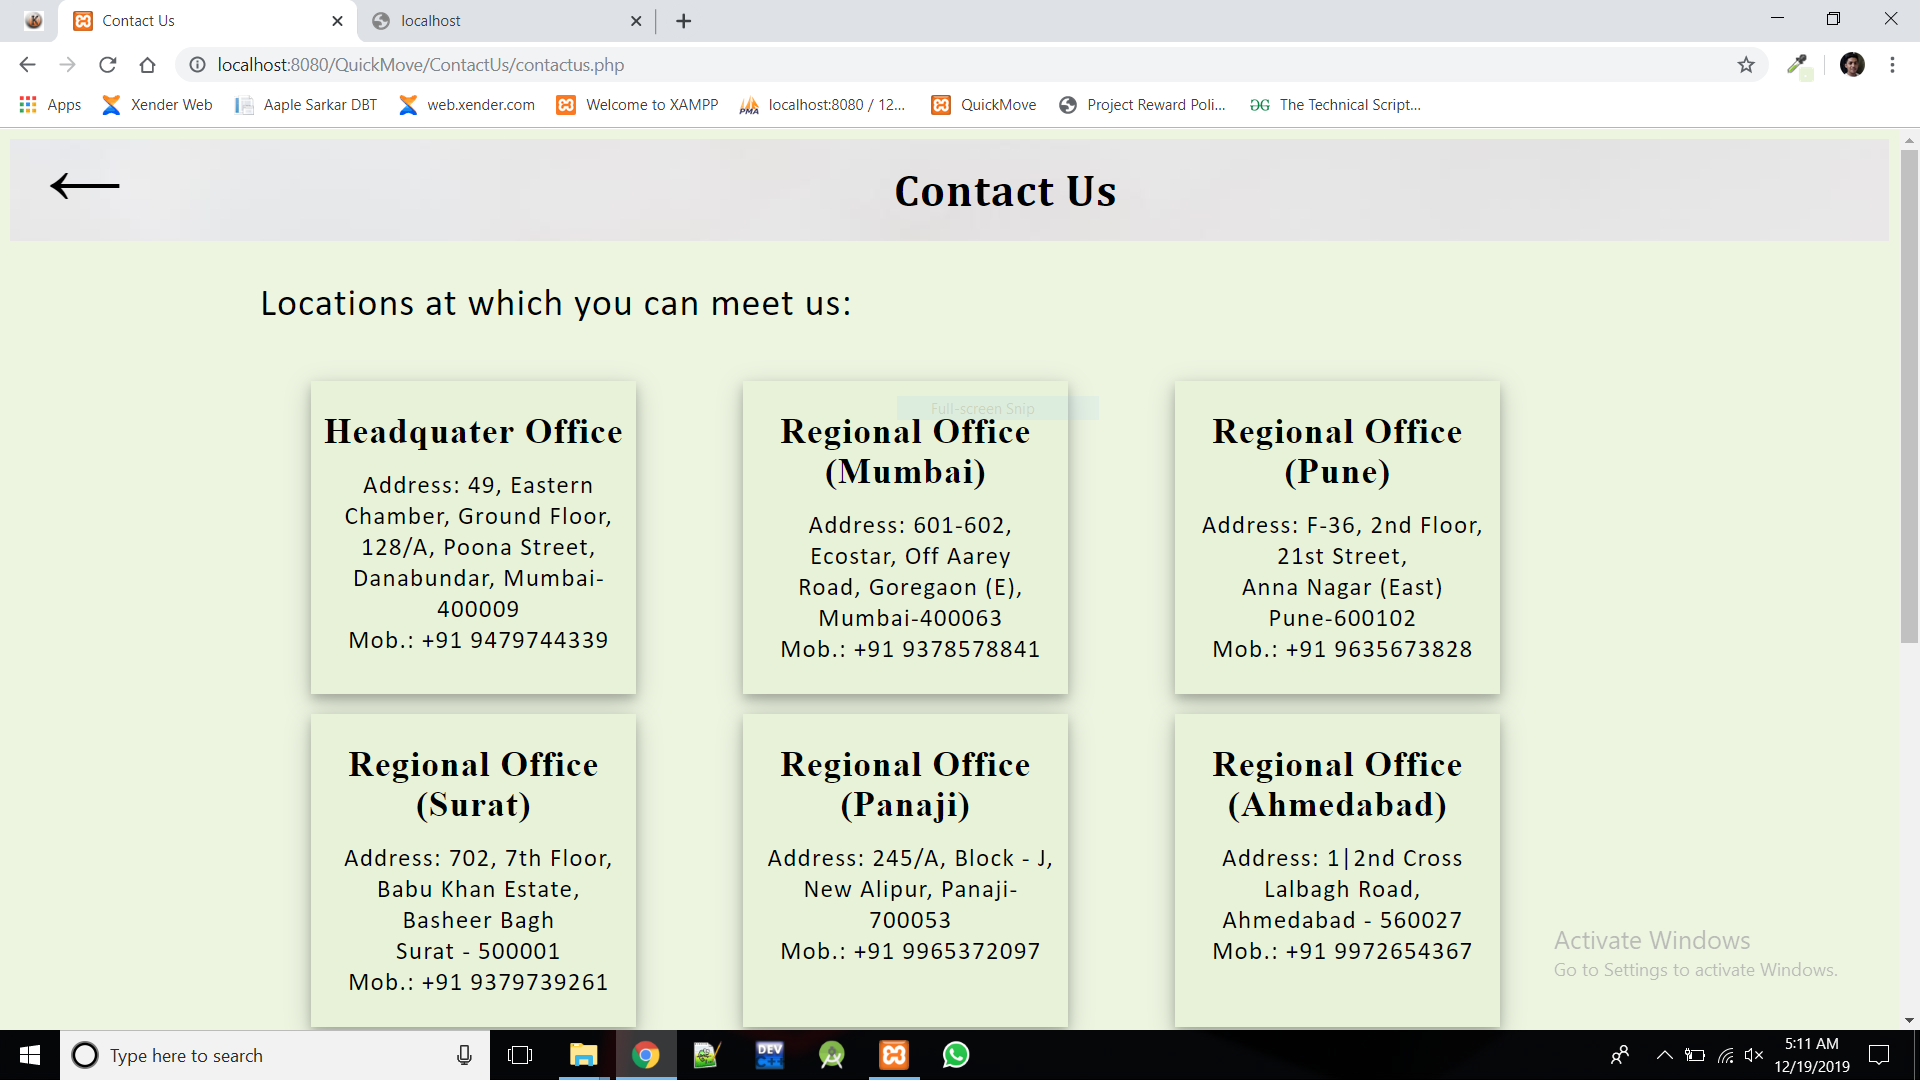 Contact Us
localhost
localhost:8080/QuickMove/ContactUs/contactus.php
Apps
Xender Web
Aaple Sarkar DBT
web.xender.com
Welcome to XAMPP
localhost:8080 / 12...
QuickMove
Project Reward Poli...
The Technical Script...
Contact Us
Locations at which you can meet us:
Headquater Office
Address: 49, Eastern
Chamber, Ground Floor,
128/A, Poona Street,
Danabundar, Mumbai-
400009
Mob.: +91 9479744339
Full-screen Snip
Regional Office
(Mumbai)
Address: 601-602,
Ecostar, Off Aarey
Road, Goregaon (E),
Mumbai-400063
Mob.: +91 9378578841
Regional Office
(Pune)
Address: F-36, 2nd Floor,
21st Street,
Anna Nagar (East)
Pune-600102
Mob.: +91 9635673828
Regional Office
(Surat)
Address: 702, 7th Floor,
Babu Khan Estate,
Basheer Bagh
Surat - 500001
Mob.: +91 9379739261
Regional Office
(Panaji)
Address: 245/A, Block - J,
New Alipur, Panaji-
700053
Mob.: +91 9965372097
Regional Office
(Ahmedabad)
Address: 1|2nd Cross
Lalbagh Road,
Ahmedabad - 560027
Mob.: +91 9972654367
Activate Windows
Go to Settings to activate Windows.
Type here to search
DEV
5:11 AM
12/19/2019